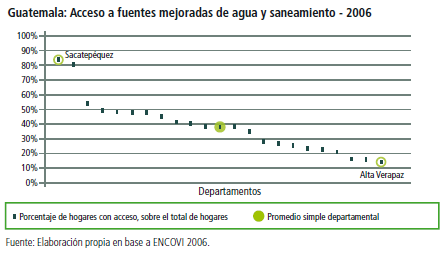 Guatemala: Acceso a fuentes mejoradas de agua y saneamiento - 2006
100%
90%
80%
70%
60%
50%
40%
30%
20%
10%
0%
Sacatepéquez
Alta Verapaz
Departamentos
Porcentaje de hogares con acceso, sobre el total de hogares
Promedio simple departamental
Fuente: Elaboración propia en base a ENCOVI 2006.